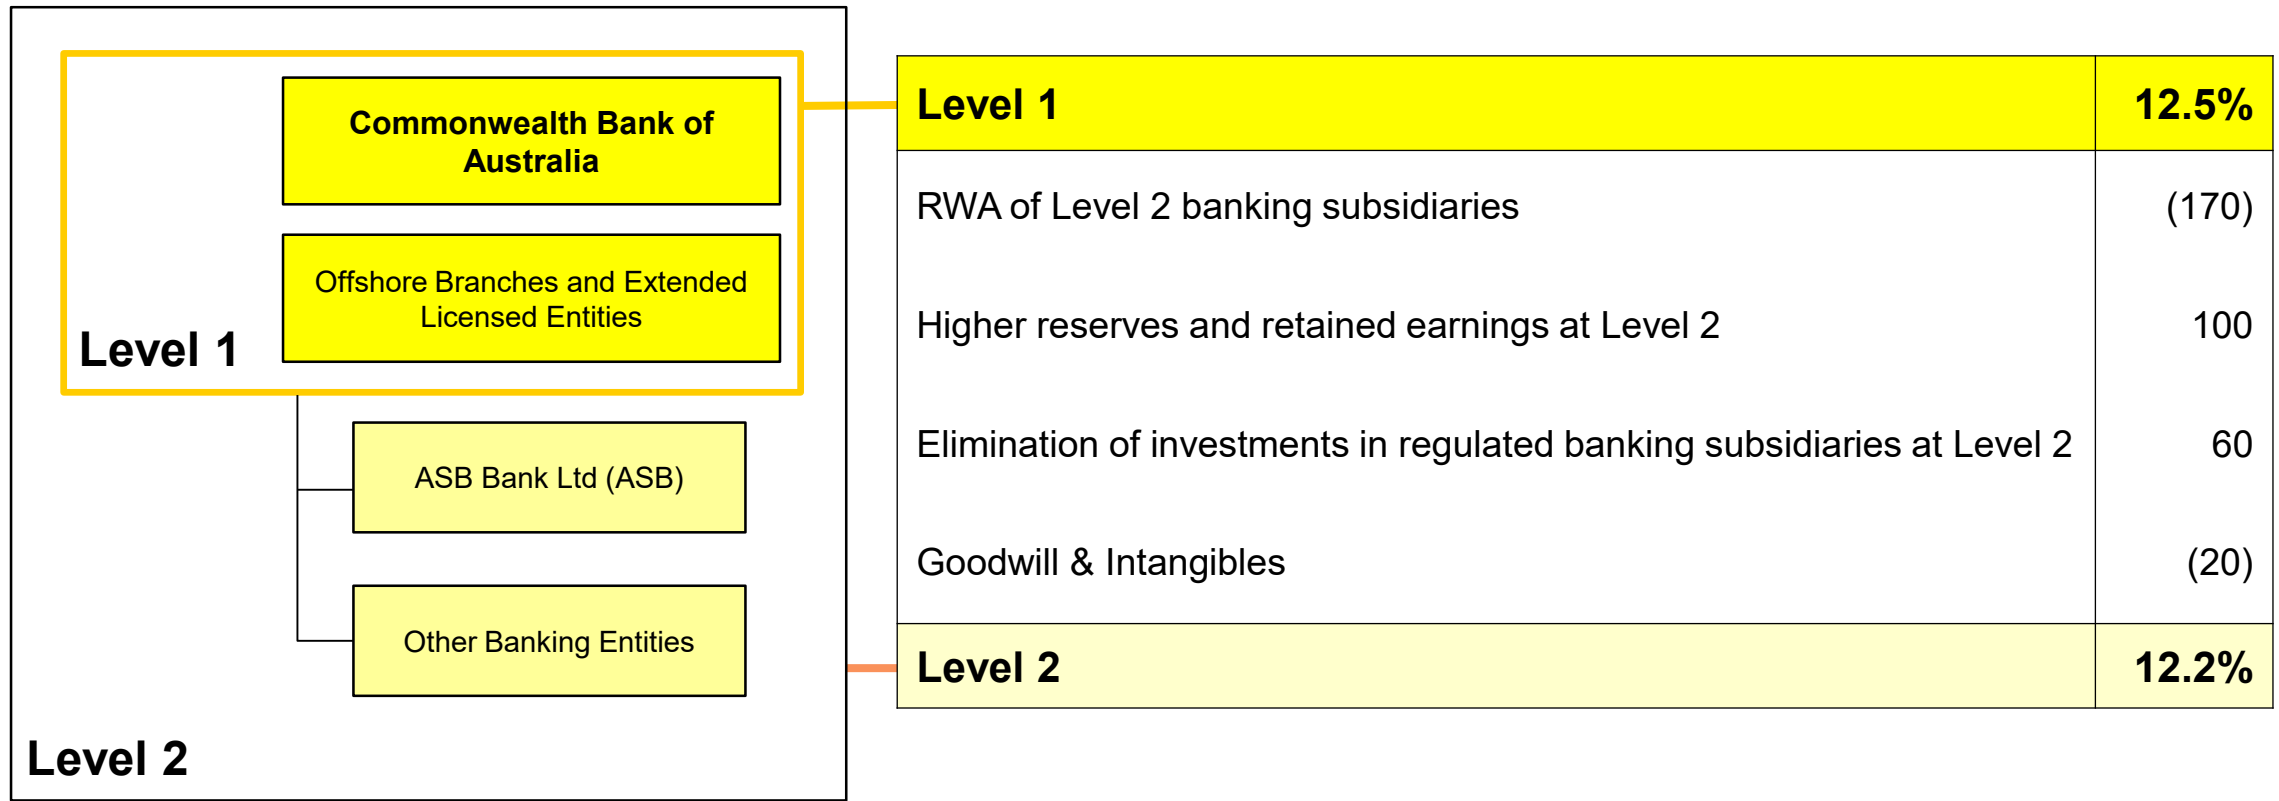 Commonwealth Bank of
Australia
Offshore Branches and Extended
Licensed Entities
Level 1
ASB Bank Ltd (ASB)
Other Banking Entities
Level 2
Level 1 12.5%
RWA of Level 2 banking subsidiaries (170)
Higher reserves and retained earnings at Level 2 100
Elimination of investments in regulated banking subsidiaries at Level 2 60
Goodwill & Intangibles (20)
Level 2 12.2%